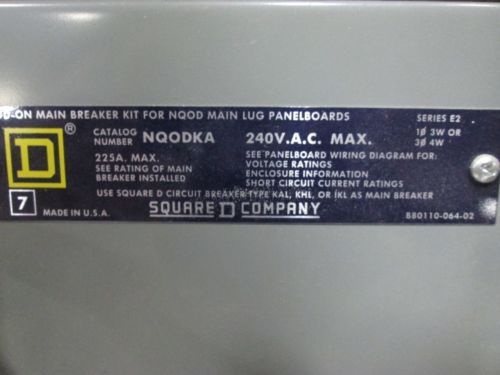 DD-ON MAIN BREAKER KIT FOR NQOD MAIN LUG PANELBOARDS SERIES E2
D ®
CATALOG NUMBER NQODKA 240V.A.C. MAX. 1Ø 3W OR
3Ø 4W
225A. MAX.
SEE RATING OF MAIN
BREAKER INSTALLED
SEE PANELBOARD WIRING DIAGRAM FOR:
VOLTAGE RATINGS
ENCLOSURE INFORMATION
SHORT CIRCUIT CURRENT RATINGS
USE SQUARE D CIRCUIT BREAKER TYPE KAL, KHL, OR IKL AS MAIN BREAKER
7
MADE IN U.S.A.
SQUARE D COMPANY
880110-064-02